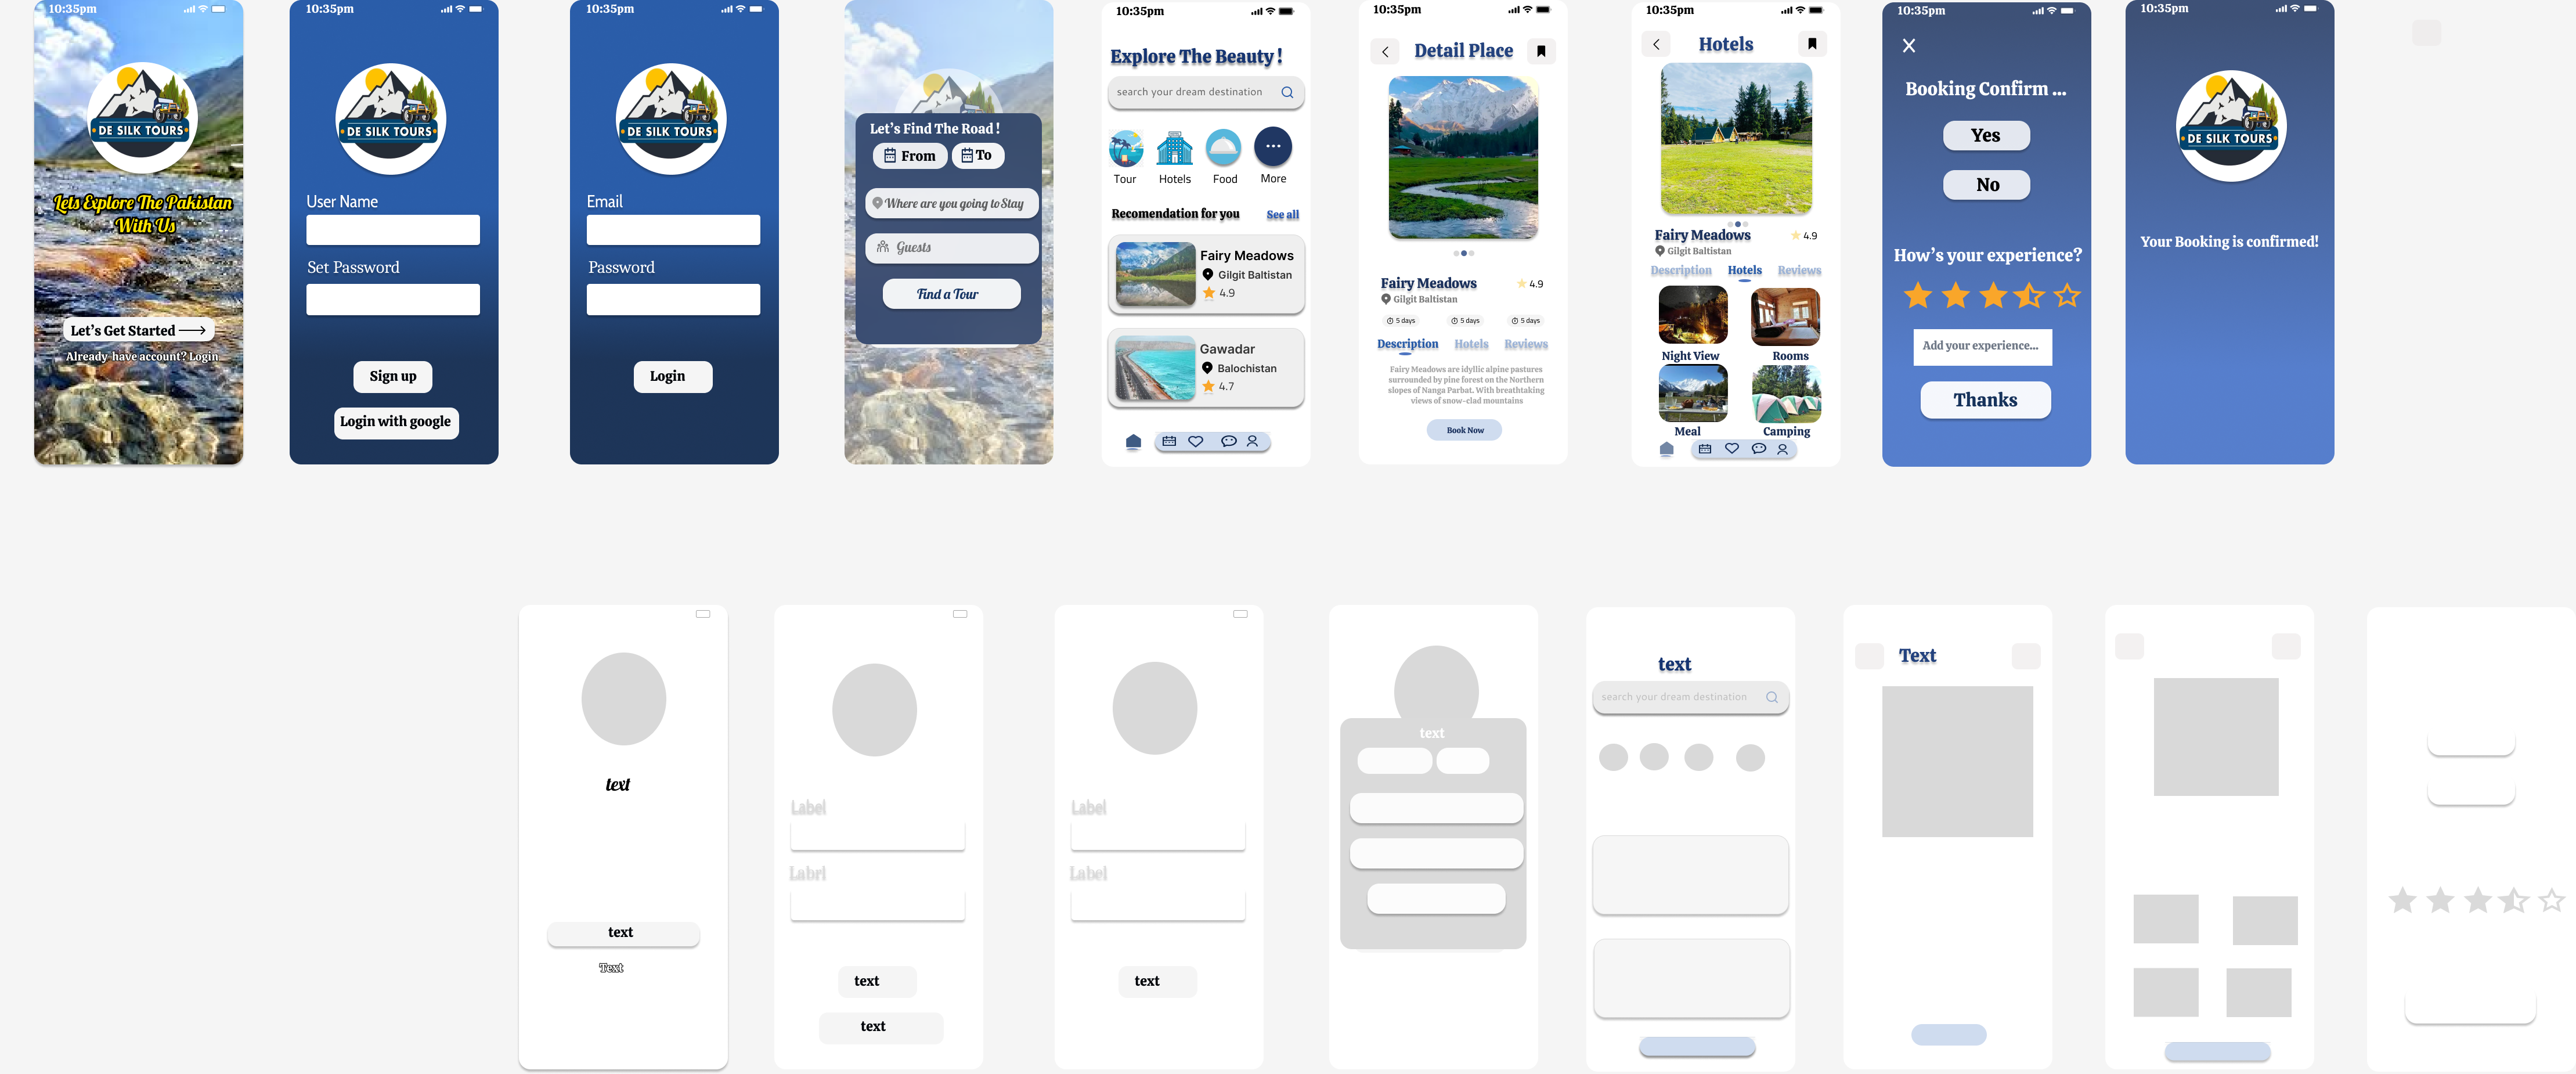 10:35pm
DE SILK TOURS
Lets Explore The Pakistan
With Us
Let's Get Started
Already have account? Login
10:35pm
DE SILK TOURS
User Name
Set Password
Sign up
Login with google
10:35pm
DE SILK TOURS
Email
Password
Login
Let's Find The Road !
From
To
Where are you going to Stay
Guests
Find a Tour
10:35pm
Explore The Beauty !
search your dream destination
Tour
Hotels
Food
More
Recomendation for you
See all
Fairy Meadows
Gilgit Baltistan
4.9
Gawadar
Balochistan
4.7
10:35pm
Detail Place
Fairy Meadows
4.9
Gilgit Baltistan
5 days
5 days
5 days
Description
Hotels
Reviews
Fairy Meadows are idyllic alpine pastures
surrounded by pine forest on the Northern
slopes of Nanga Parbat. With breathtaking
views of snow-clad mountains
Book Now
10:35pm
Hotels
Fairy Meadows
4.9
Gilgit Baltistan
Description
Hotels
Reviews
Night View
Rooms
Meal
Camping
10:35pm
X
Booking Confirm ...
Yes
No
How's your experience?
Add your experience...
Thanks
10:35pm
DE SILK TOURS
Your Booking is confirmed!
text
text
Text
Label
Labrl
text
text
Label
Label
text
text
text
search your dream destination
Text